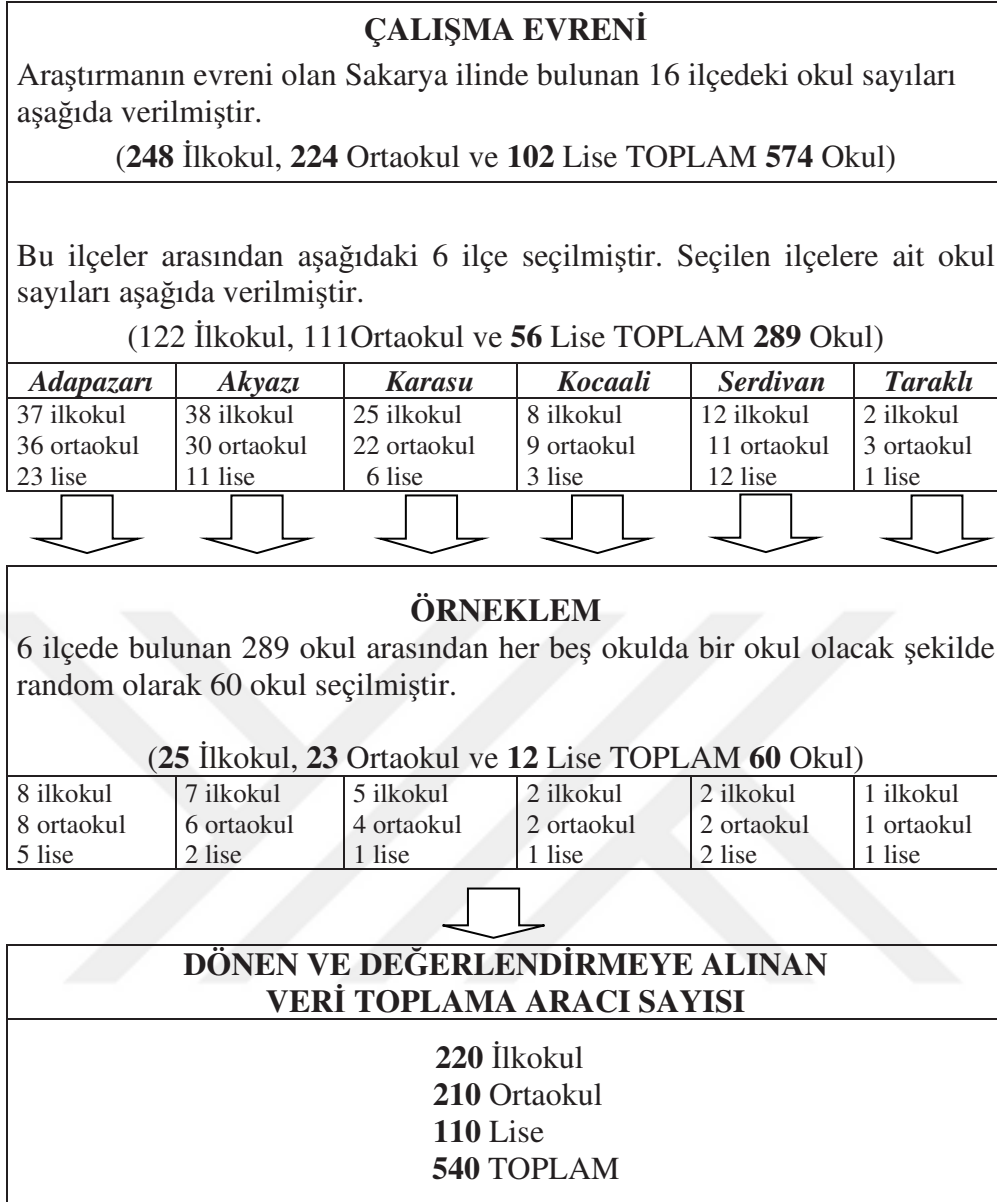 ÇALIŞMA EVRENİ
Araştırmanın evreni olan Sakarya ilinde bulunan 16 ilçedeki okul sayıları
aşağıda verilmiştir.
(248 İlkokul, 224 Ortaokul ve 102 Lise TOPLAM 574 Okul)
Bu ilçeler arasından aşağıdaki 6 ilçe seçilmiştir. Seçilen ilçelere ait okul
sayıları aşağıda verilmiştir.
(122 İlkokul, 111Ortaokul ve 56 Lise TOPLAM 289 Okul)
Adapazarı Akyazı Karasu Kocaali Serdivan Taraklı
37 ilkokul 38 ilkokul 25 ilkokul 8 ilkokul 12 ilkokul 2 ilkokul
36 ortaokul 30 ortaokul 22 ortaokul 9 ortaokul 11 ortaokul 3 ortaokul
23 lise 11 lise 6 lise 3 lise 12 lise 1 lise
ÖRNEKLEM
6 ilçede bulunan 289 okul arasından her beş okulda bir okul olacak şekilde
random olarak 60 okul seçilmiştir.
(25 İlkokul, 23 Ortaokul ve 12 Lise TOPLAM 60 Okul)
8 ilkokul 7 ilkokul 5 ilkokul 2 ilkokul 2 ilkokul 1 ilkokul
8 ortaokul 6 ortaokul 4 ortaokul 2 ortaokul 2 ortaokul 1 ortaokul
5 lise 2 lise 1 lise 1 lise 2 lise 1 lise
DÖNEN VE DEĞERLENDİRMEYE ALINAN
VERİ TOPLAMA ARACI SAYISI
220 İlkokul
210 Ortaokul
110 Lise
540 TOPLAM